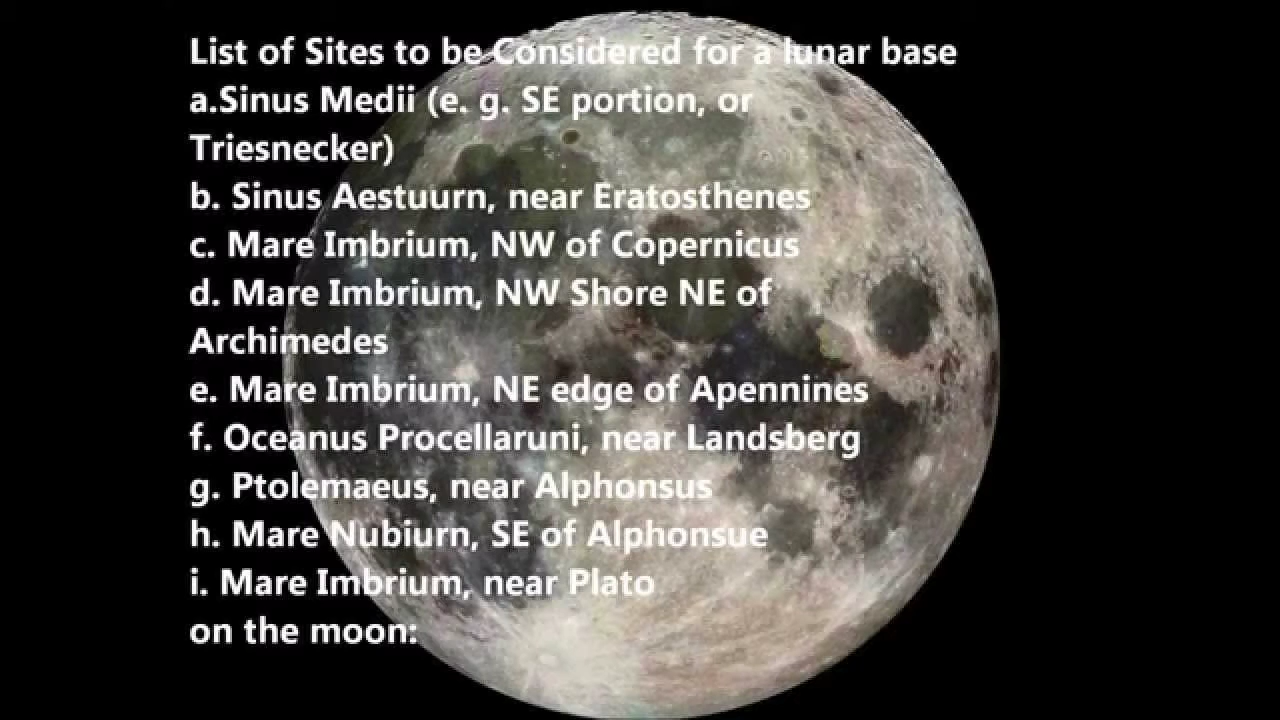 List of Sites to be Considered for a lunar base
a.Sinus Medii (e. g. SE portion, or
Triesnecker)
b. Sinus Aestuurn, near Eratosthenes
c. Mare Imbrium, NW of Copernicus
d. Mare Imbrium, NW Shore NE of
Archimedes
e. Mare Imbrium, NE edge of Apennines
f. Oceanus Procellaruni, near Landsberg
g. Ptolemaeus, near Alphonsus
h. Mare Nubiurn, SE of Alphonsue
i. Mare Imbrium, near Plato
on the moon: